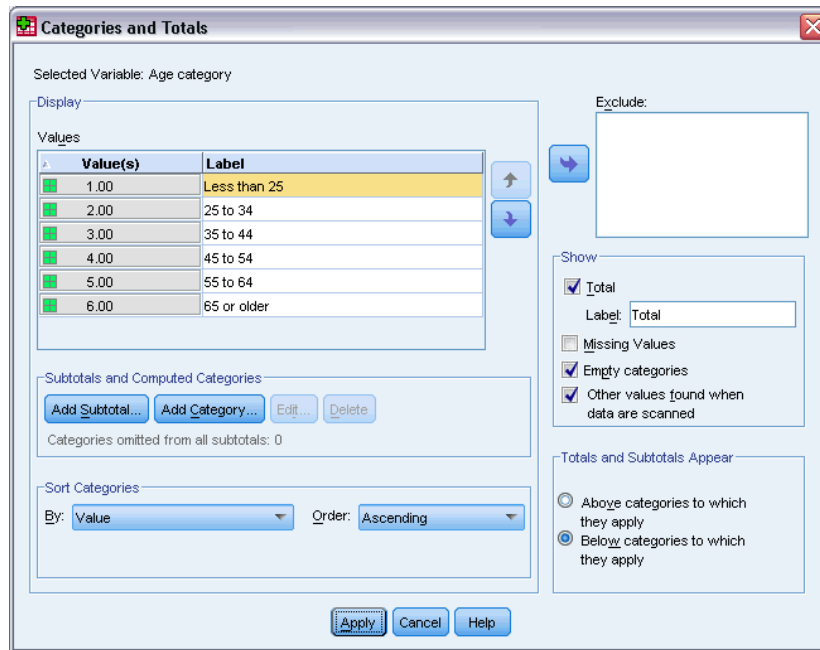 Categories and Totals
Selected Variable: Age category
Display
Values
Value(s) Label
1.00 Less than 25
2.00 25 to 34
3.00 35 to 44
4.00 45 to 54
5.00 55 to 64
6.00 65 or older
Subtotals and Computed Categories
Add Subtotal... Add Category... Edit... Delete
Categories omitted from all subtotals: 0
Sort Categories
By: Value Order: Ascending
Exclude:
Show
Total
Label: Total
Missing Values
Empty categories
Other values found when
data are scanned
Totals and Subtotals Appear
Above categories to which
they apply
Below categories to which
they apply
Apply Cancel Help